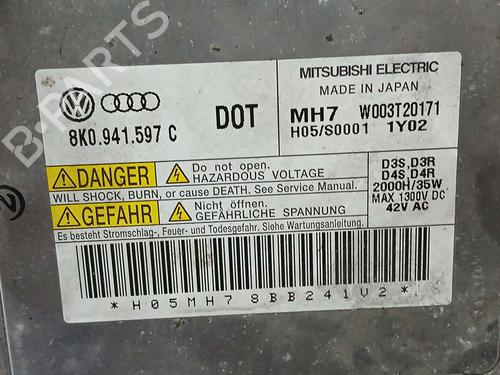 B-PARTS
MITSUBISHI ELECTRIC
MADE IN JAPAN
8K0.941.597 C
DOT
MH7 W003T20171
H05/S0001 1Y02
DANGER
Do not open.
HAZARDOUS VOLTAGE
WILL SHOCK, BURN, or cause DEATH. See Service Manual.
GEFAHR
Nicht öffnen.
GEFÄHRLICHE SPANNUNG
Es besteht Stromschlag-, Feuer- und Todesgefahr. Siehe Wartungsanleitung.
D3S,D3R
D4S,D4R
2000H/35W
MAX 1300V DC
42V AC
*H05MH78BB241V2*